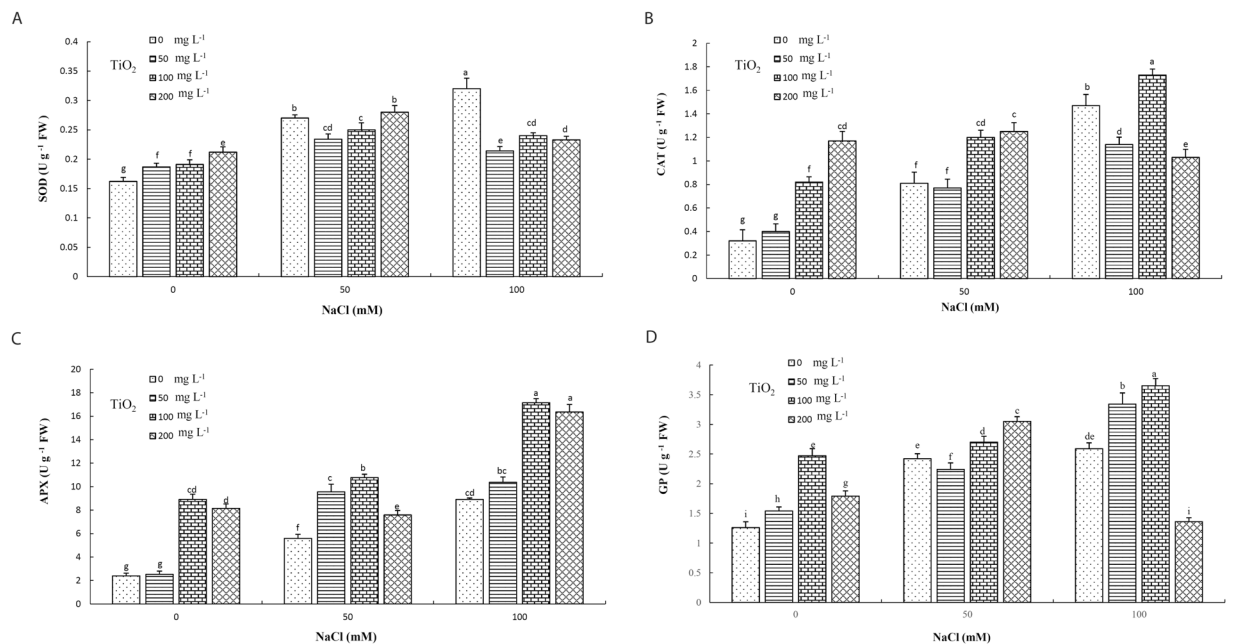 A
TiO2
0 mg L-1
50 mg L-1
100 mg L-1
200 mg L-1
SOD (U g -1 FW)
0.4
0.35
0.3
0.25
0.2
0.15
0.1
0.05
0
g
f
f
e
b
cd
c
b
a
d
cd
d
0
50
100
NaCl (mM)
B
TiO2
0 mg L-1
50 mg L-1
100 mg L-1
200 mg L-1
CAT (U g -1 FW)
2
1.8
1.6
1.4
1.2
1
0.8
0.6
0.4
0.2
0
g
g
f
cd
f
f
cd
c
b
d
a
e
0
50
100
NaCl (mM)
C
TiO2
0 mg L-1
50 mg L-1
100 mg L-1
200 mg L-1
APX (U g -1 FW)
20
18
16
14
12
10
8
6
4
2
0
g
g
cd
d
f
c
b
e
cd
bc
a
a
0
50
100
NaCl (mM)
D
TiO2
0 mg L-1
50 mg L-1
100 mg L-1
200 mg L-1
GP (U g -1 FW)
4
3.5
3
2.5
2
1.5
1
0.5
0
i
h
e
g
e
f
d
c
de
b
a
i
0
50
100
NaCl (mM)